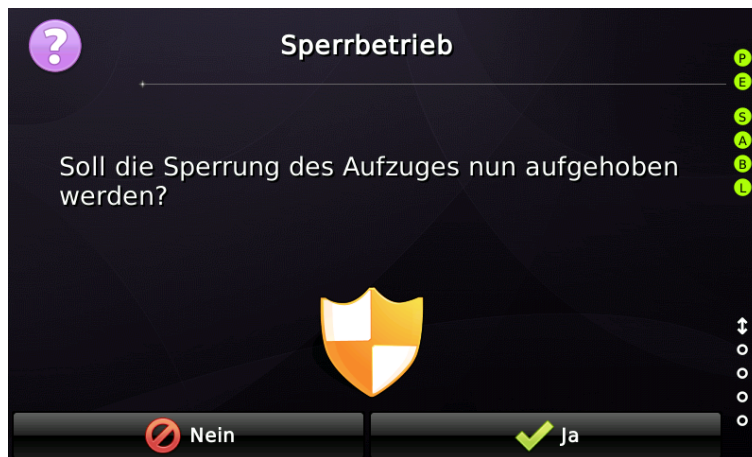 Sperrbetrieb
P
E
S
A
B
L
Soll die Sperrung des Aufzuges nun aufgehoben
werden?
Nein
Ja